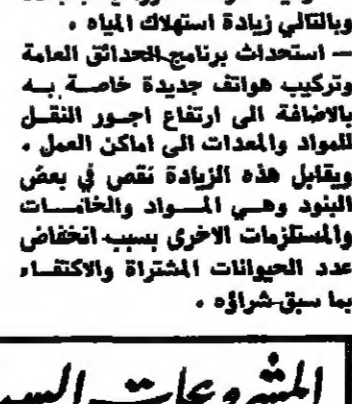 وبالتالي زيادة استهلاك المياه .
— استحداث برنامج الحدائق العامة
وتركيب هواتف جديدة خاصة به
بالاضافة الى ارتفاع اجور النقل
للمواد والمعدات الى اماكن العمل .
ويقابل هذه الزيادة نقص في بعض
البنود وهي المواد والخامات
والمستلزمات الاخرى بسبب انخفاض
عدد الحيوانات المشتراة والاكتفاء
بما سبق شراؤه .
المشروعات